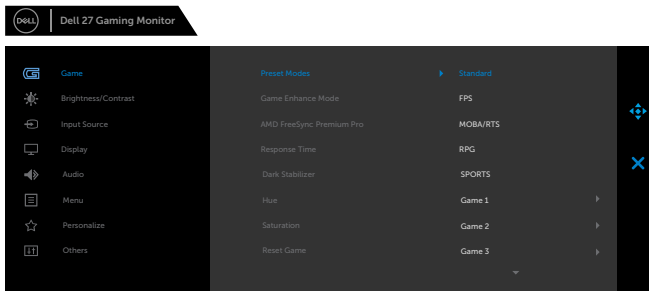 DELL Dell 27 Gaming Monitor
Game Preset Modes Standard
Brightness/Contrast Game Enhance Mode FPS
Input Source AMD FreeSync Premium Pro MOBA/RTS
Display Response Time RPG
Audio Dark Stabilizer SPORTS
Menu Hue Game 1
Personalize Saturation Game 2
Others Reset Game Game 3